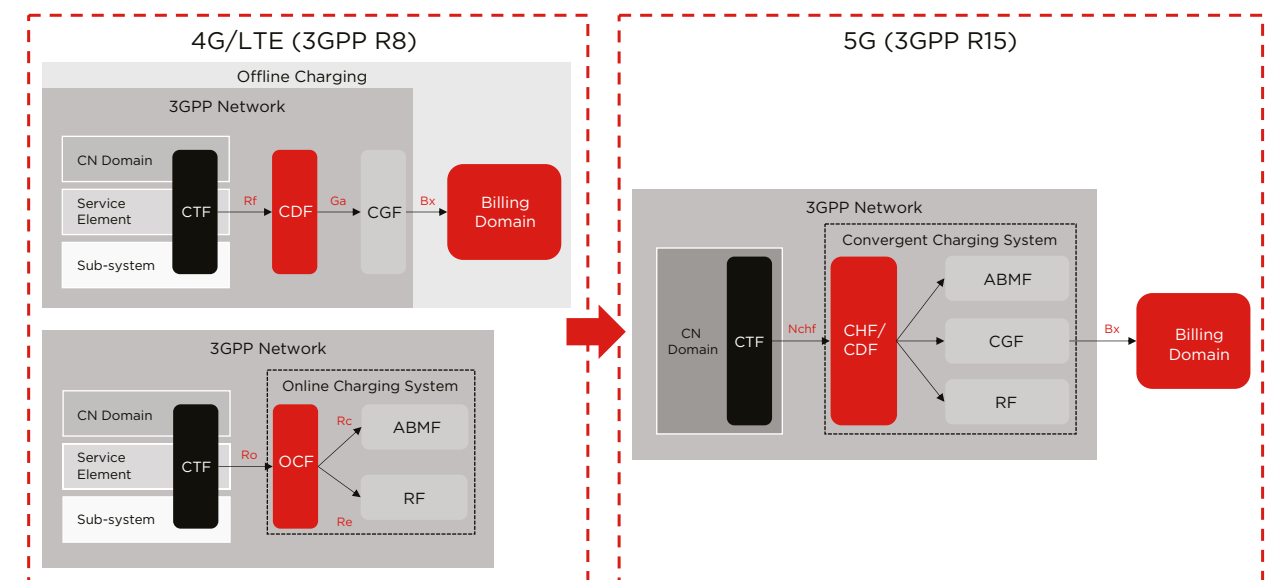 4G/LTE (3GPP R8)
Offline Charging
3GPP Network
CN Domain
Service
Element
Sub-system
CTF
Rf
CDF
Ga
CGF
Bx
Billing
Domain
3GPP Network
Online Charging System
CN Domain
Service
Element
Sub-system
CTF
Ro
OCF
Rc
ABMF
RF
Re
5G (3GPP R15)
3GPP Network
Convergent Charging System
CN
Domain
CTF
Nchf
CHF/
CDF
ABMF
CGF
RF
Bx
Billing
Domain